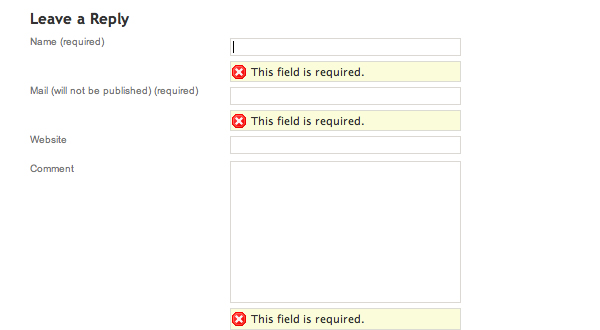 Leave a Reply
Name (required)
This field is required.
Mail (will not be published) (required)
This field is required.
Website
Comment
This field is required.